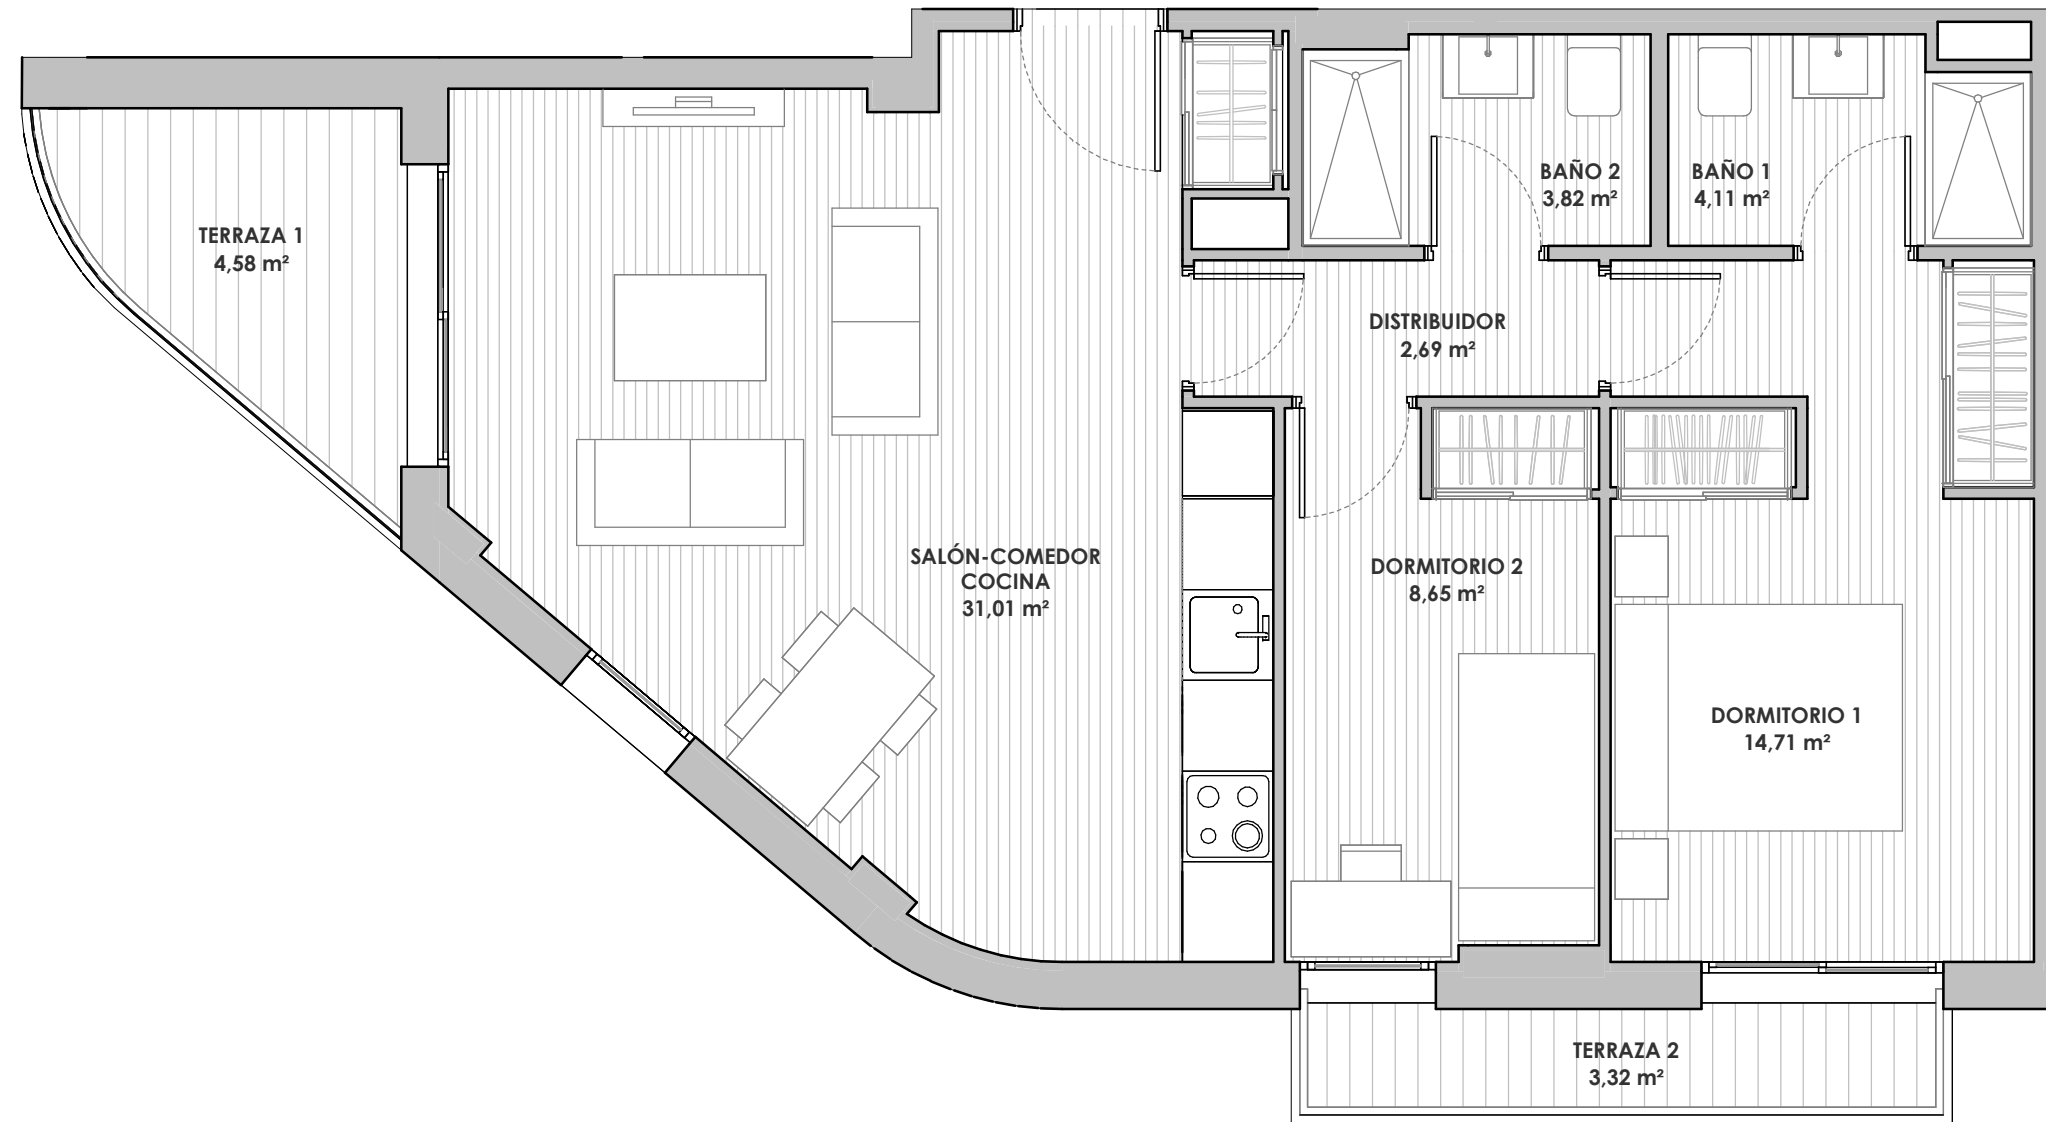 TERRAZA 1
4,58 m²
SALÓN-COMEDOR
COCINA
31,01 m²
BAÑO 2
3,82 m²
BAÑO 1
4,11 m²
DISTRIBUIDOR
2,69 m²
DORMITORIO 2
8,65 m²
DORMITORIO 1
14,71 m²
TERRAZA 2
3,32 m²